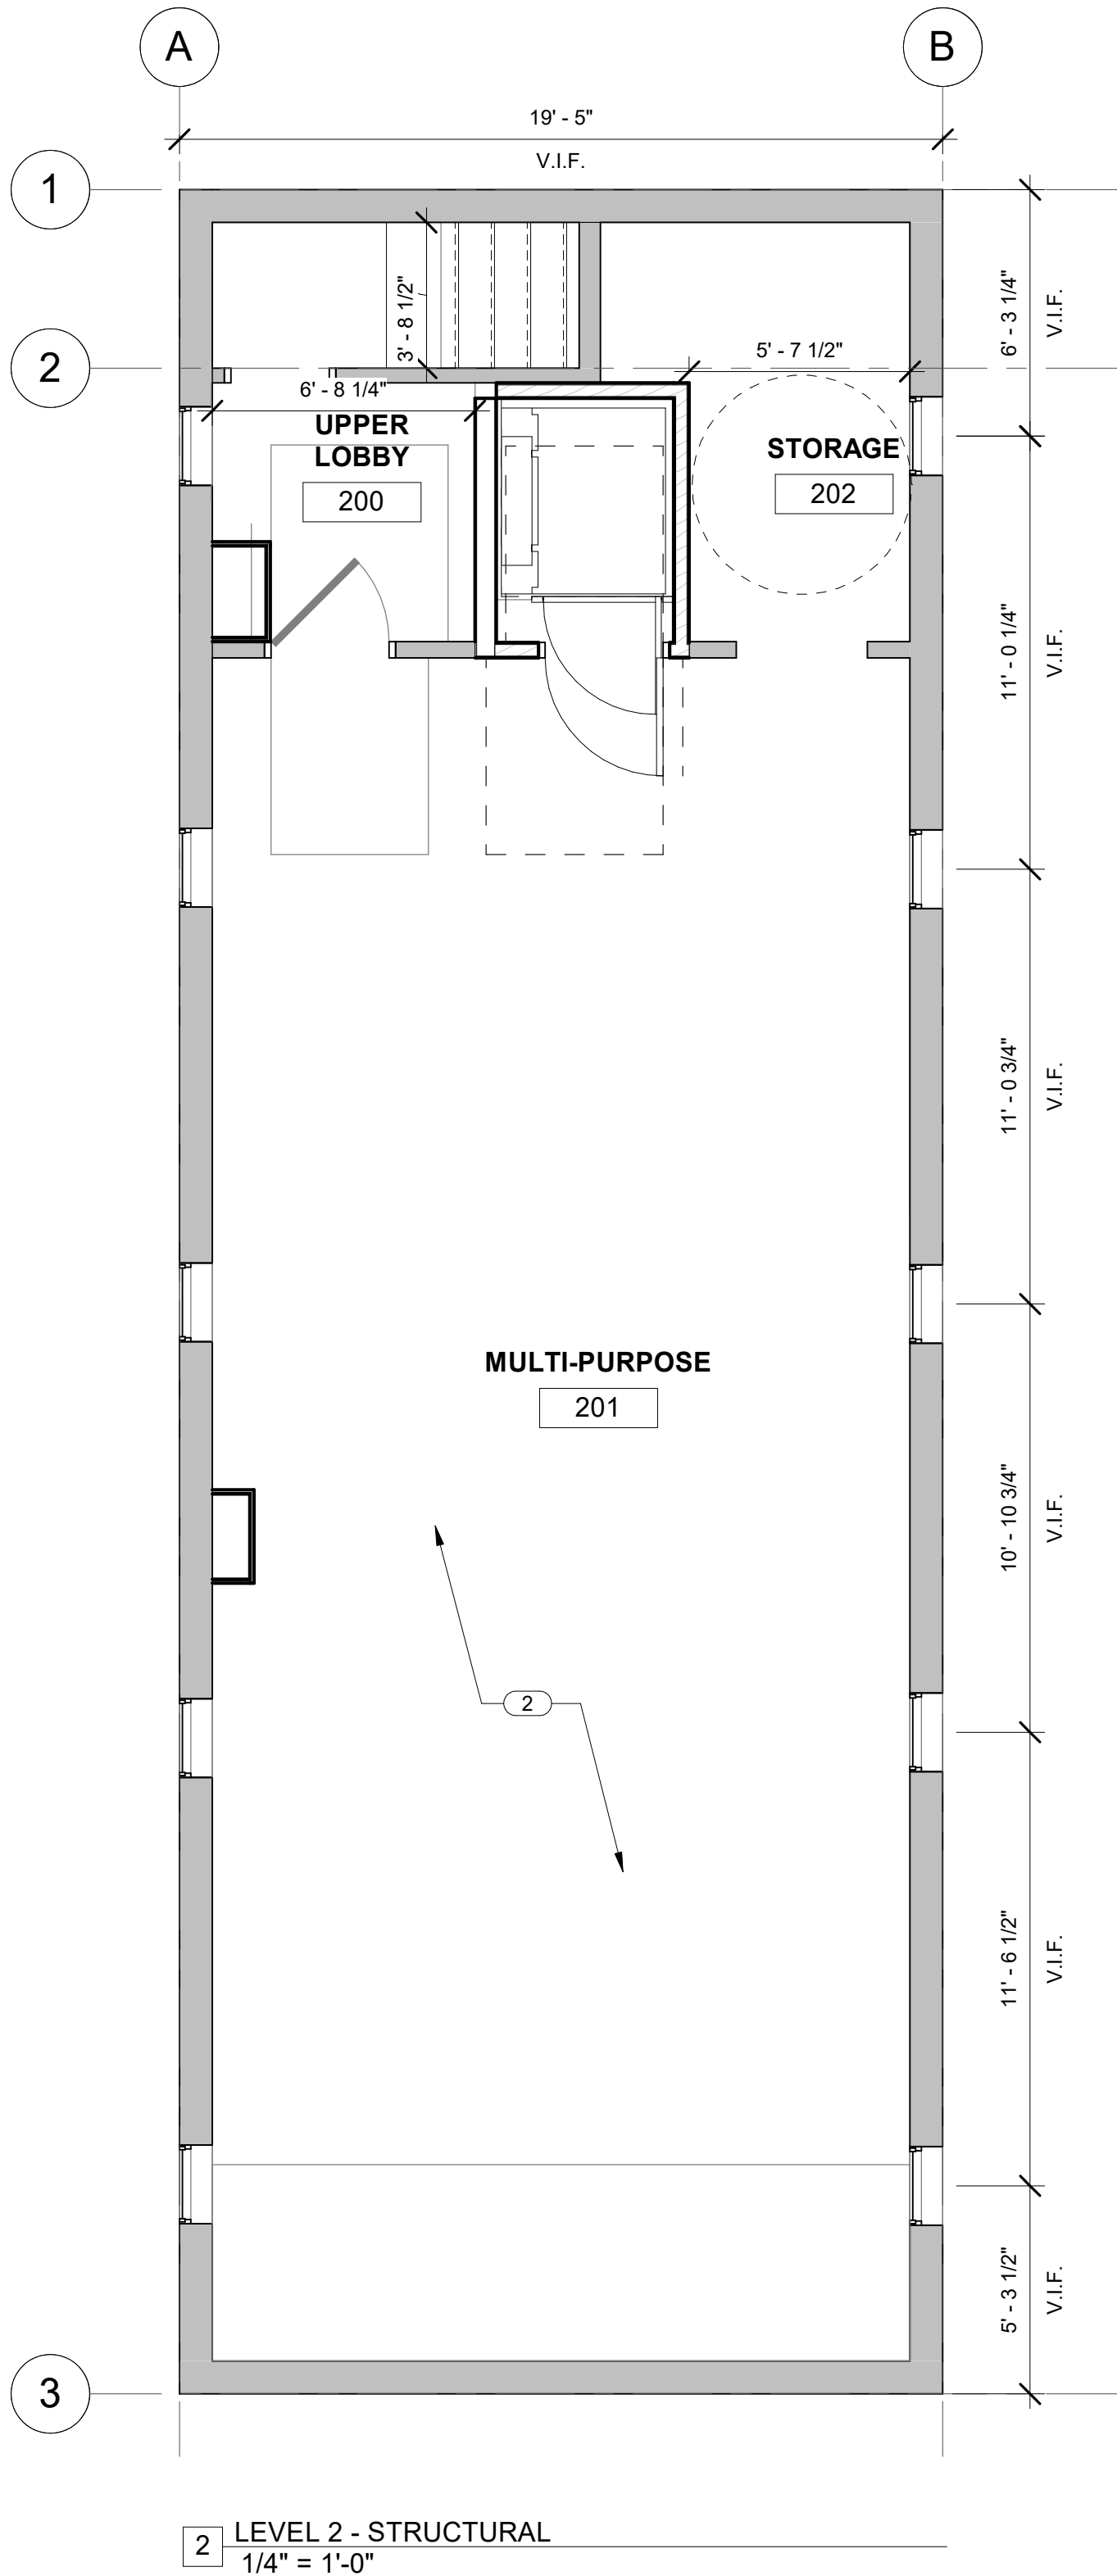 A
B
19' - 5"
V.I.F.
1
6' - 3 1/4"
V.I.F.
3' - 8 1/2"
2
5' - 7 1/2"
6' - 8 1/4"
UPPER
LOBBY
200
STORAGE
202
11' - 0 1/4"
V.I.F.
11' - 0 3/4"
V.I.F.
MULTI-PURPOSE
201
10' - 10 3/4"
V.I.F.
2
11' - 6 1/2"
V.I.F.
5' - 3 1/2"
V.I.F.
3
2
LEVEL 2 - STRUCTURAL
1/4" = 1'-0"